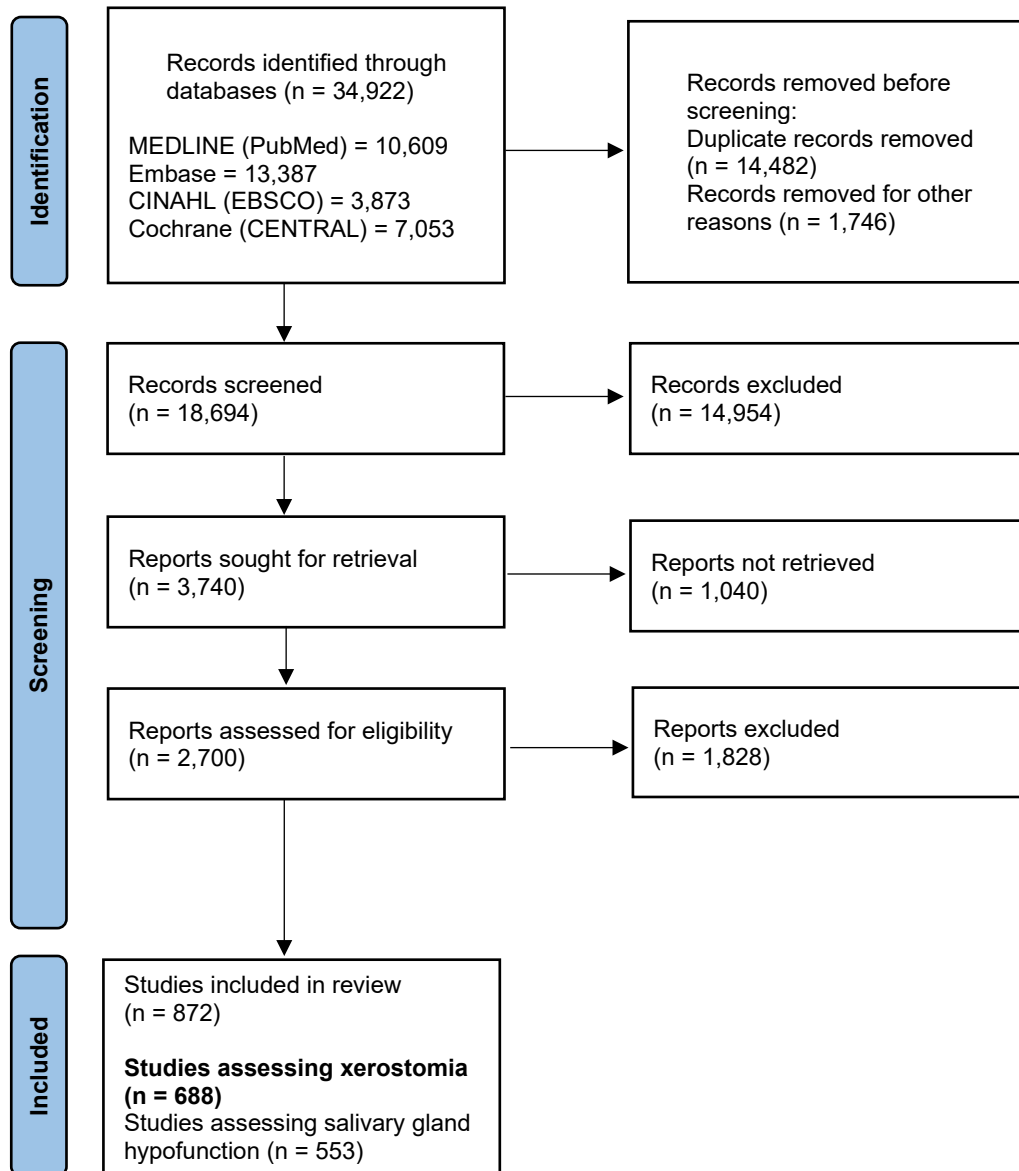 Identification
Records identified through
databases (n = 34,922)
MEDLINE (PubMed) = 10,609
Embase = 13,387
CINAHL (EBSCO) = 3,873
Cochrane (CENTRAL) = 7,053
Records removed before
screening:
Duplicate records removed
(n = 14,482)
Records removed for other
reasons (n = 1,746)
Screening
Records screened
(n = 18,694)
Records excluded
(n = 14,954)
Reports sought for retrieval
(n = 3,740)
Reports not retrieved
(n = 1,040)
Reports assessed for eligibility
(n = 2,700)
Reports excluded
(n = 1,828)
Included
Studies included in review
(n = 872)
Studies assessing xerostomia
(n = 688)
Studies assessing salivary gland
hypofunction (n = 553)